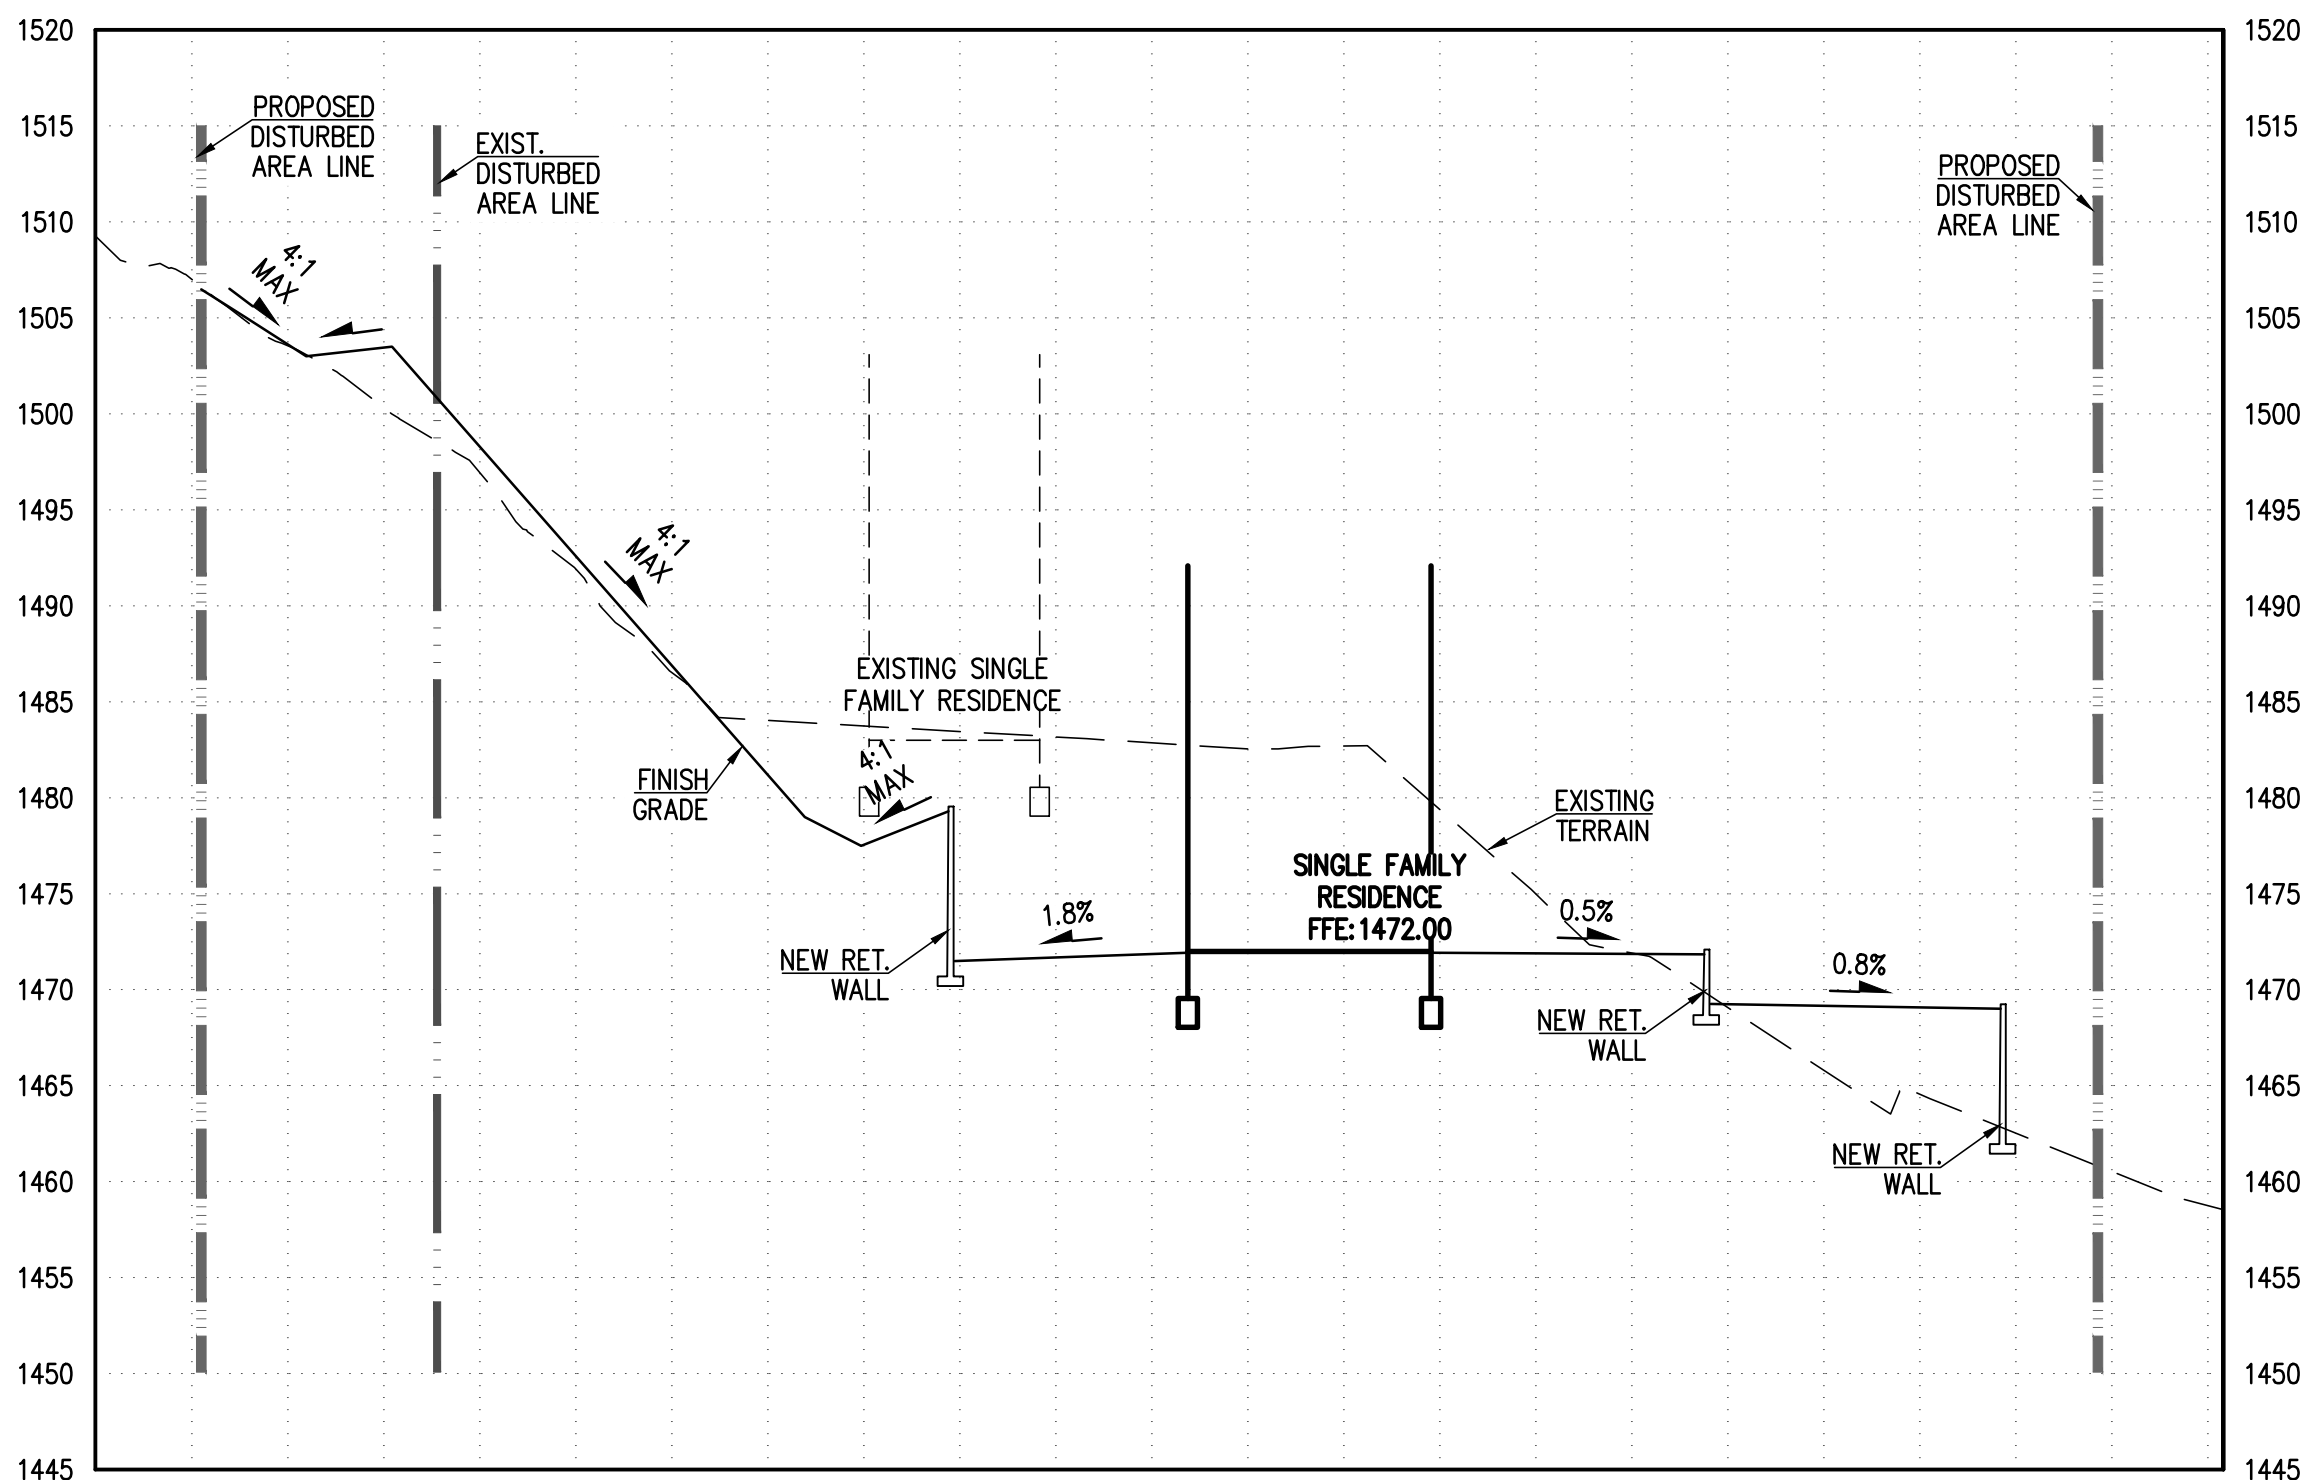 1520
1520
PROPOSED
DISTURBED
AREA LINE
1515
1515
EXIST.
DISTURBED
AREA LINE
PROPOSED
DISTURBED
AREA LINE
1510
1510
4:1
MAX
1505
1505
1500
1500
1495
1495
4:1
MAX
1490
1490
EXISTING SINGLE
FAMILY RESIDENCE
1485
1485
4:1
MAX
FINISH
GRADE
1480
1480
EXISTING
TERRAIN
SINGLE FAMILY
RESIDENCE
FFE:1472.00
1475
1475
1.8%
0.5%
NEW RET.
WALL
0.8%
1470
1470
NEW RET.
WALL
1465
1465
NEW RET.
WALL
1460
1460
1455
1455
1450
1450
1445
1445